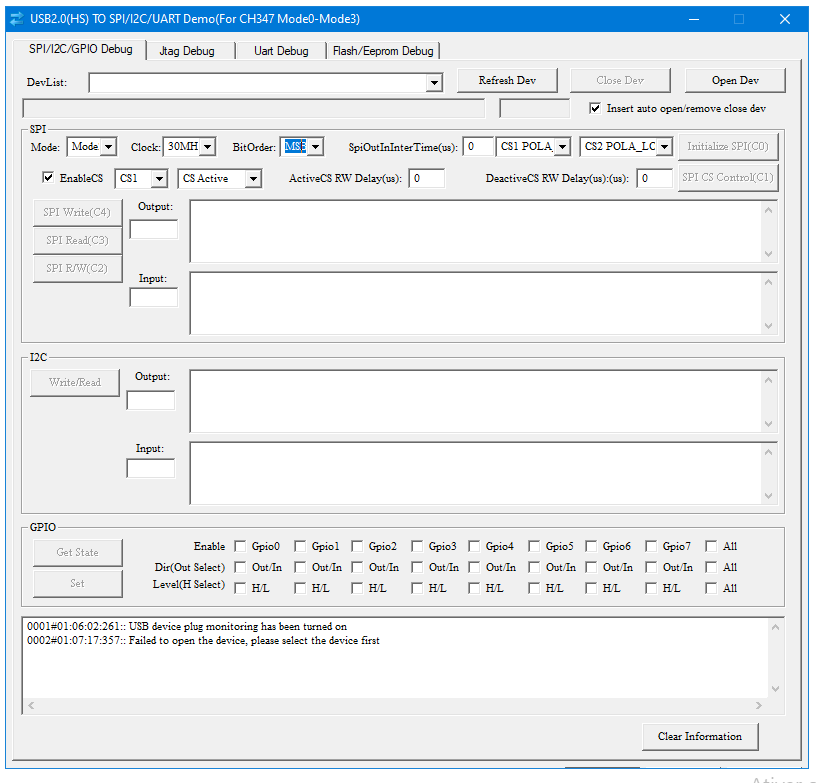 USB2.0(HS) TO SPI/I2C/UART Demo(For CH347 Mode0-Mode3)
SPI/I2C/GPIO Debug Jtag Debug Uart Debug Flash/Eeprom Debug
DevList: Refresh Dev Close Dev Open Dev
Insert auto open/remove close dev
SPI
Mode: Mode Clock: 30MH BitOrder: MSB SpiOutInInterTime(us): 0 CS1 POLA_ CS2 POLA_LC Initialize SPI(C0)
EnableCS CS1 CS Active ActiveCS RW Delay(us): 0 DeactiveCS RW Delay(us):(us): 0 SPI CS Control(C1)
SPI Write(C4) Output:
SPI Read(C3)
SPI R/W(C2)
Input:
I2C
Write/Read Output:
Input:
GPIO
Get State Enable Gpio0 Gpio1 Gpio2 Gpio3 Gpio4 Gpio5 Gpio6 Gpio7 All
Dir(Out Select) Out/In Out/In Out/In Out/In Out/In Out/In Out/In Out/In All
Set Level(H Select) H/L H/L H/L H/L H/L H/L H/L H/L All
0001#01:06:02:261:: USB device plug monitoring has been turned on
0002#01:07:17:357:: Failed to open the device, please select the device first
Clear Information